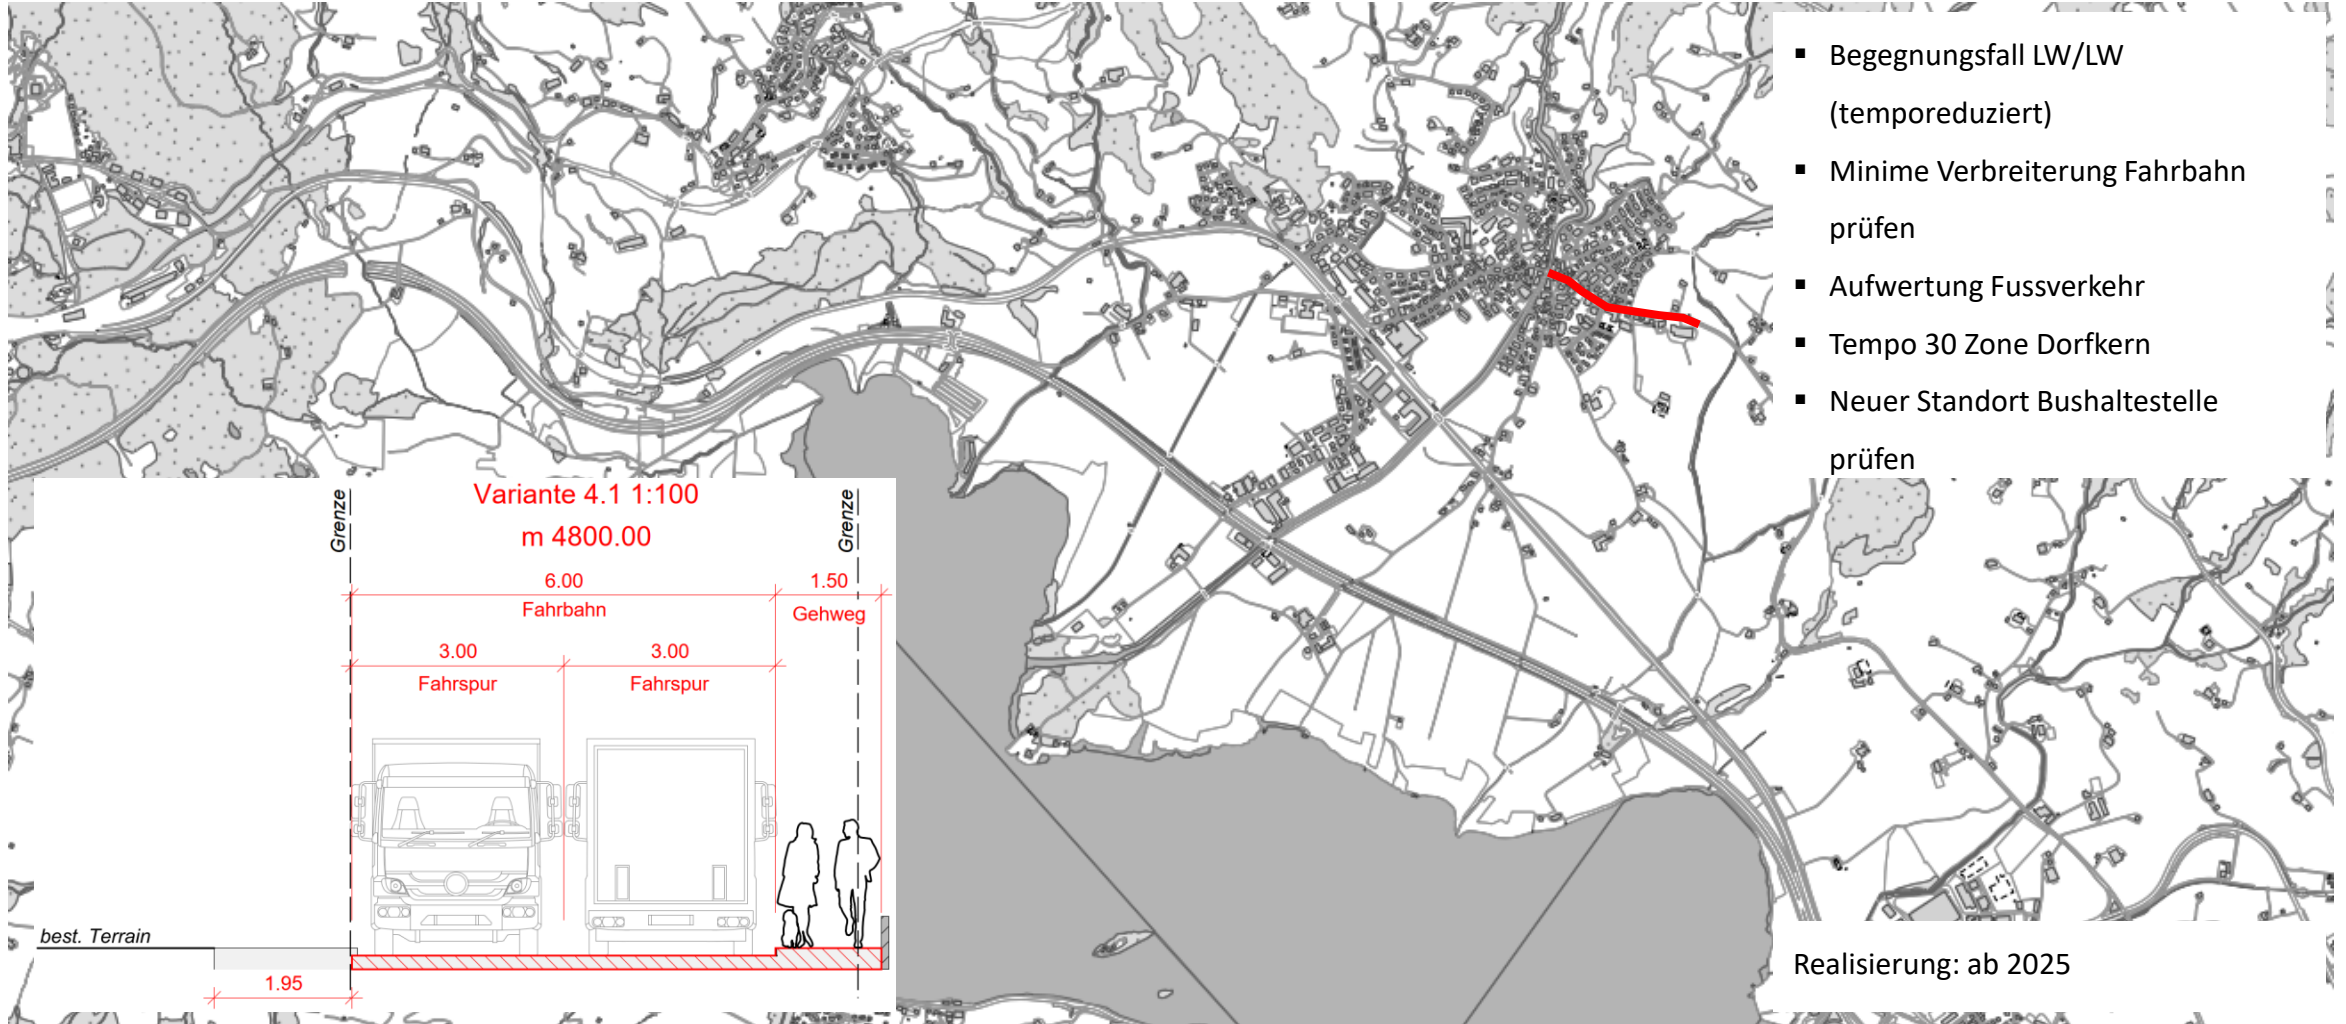 ▪ Begegnungsfall LW/LW
(temporeduziert)
▪ Minime Verbreiterung Fahrbahn
prüfen
▪ Aufwertung Fussverkehr
▪ Tempo 30 Zone Dorfkern
▪ Neuer Standort Bushaltestelle
prüfen
Variante 4.1 1:100
m 4800.00
Grenze
Grenze
6.00
1.50
Fahrbahn
Gehweg
3.00
3.00
Fahrspur
Fahrspur
best. Terrain
1.95
Realisierung: ab 2025